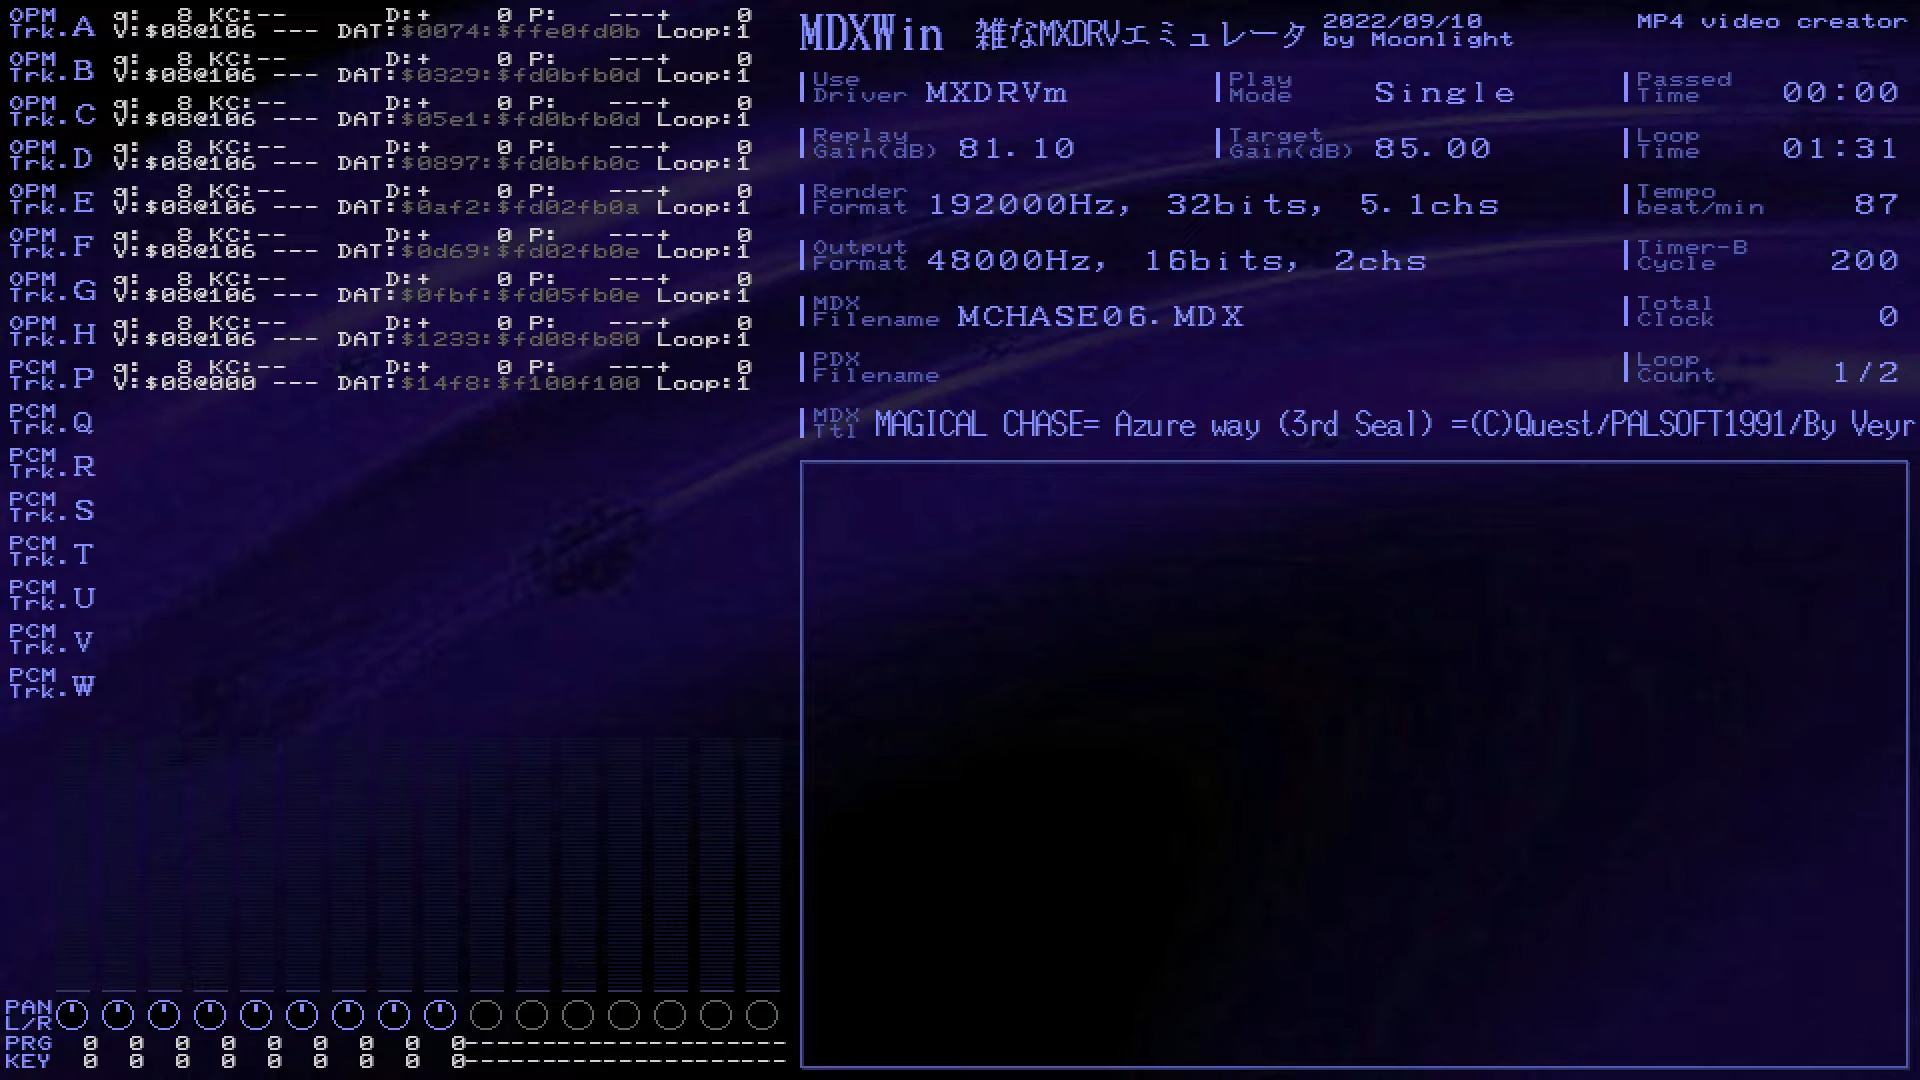 OPM Trk.A q: 8 KC:-- D:+ 0 P: ---+ 0
V:$08@106 --- DAT:$0074:$ffe0fd0b Loop:1
OPM Trk.B q: 8 KC:-- D:+ 0 P: ---+ 0
V:$08@106 --- DAT:$0329:$fd0bfb0d Loop:1
OPM Trk.C q: 8 KC:-- D:+ 0 P: ---+ 0
V:$08@106 --- DAT:$05e1:$fd0bfb0d Loop:1
OPM Trk.D q: 8 KC:-- D:+ 0 P: ---+ 0
V:$08@106 --- DAT:$0897:$fd0bfb0c Loop:1
OPM Trk.E q: 8 KC:-- D:+ 0 P: ---+ 0
V:$08@106 --- DAT:$0af2:$fd02fb0a Loop:1
OPM Trk.F q: 8 KC:-- D:+ 0 P: ---+ 0
V:$08@106 --- DAT:$0d69:$fd02fb0e Loop:1
OPM Trk.G q: 8 KC:-- D:+ 0 P: ---+ 0
V:$08@106 --- DAT:$0fbf:$fd05fb0e Loop:1
OPM Trk.H q: 8 KC:-- D:+ 0 P: ---+ 0
V:$08@106 --- DAT:$1233:$fd08fb80 Loop:1
PCM Trk.P q: 8 KC:-- D:+ 0 P: ---+ 0
V:$08@000 --- DAT:$14f8:$f100f100 Loop:1
PCM Trk.Q
PCM Trk.R
PCM Trk.S
PCM Trk.T
PCM Trk.U
PCM Trk.V
PCM Trk.W
PAN L/R
PRG 0 0 0 0 0 0 0 0 0--------------------
KEY 0 0 0 0 0 0 0 0 0--------------------
MDXWin 雑なMXDRVエミュレータ 2022/09/10 by Moonlight MP4 video creator
Use Driver MXDRVm Play Mode Single Passed Time 00:00
Replay Gain(dB) 81.10 Target Gain(dB) 85.00 Loop Time 01:31
Render Format 192000Hz, 32bits, 5.1chs Tempo beat/min 87
Output Format 48000Hz, 16bits, 2chs Timer-B Cycle 200
MDX Filename MCHASE06.MDX Total Clock 0
PDX Filename Loop Count 1/2
MDX Ttl MAGICAL CHASE= Azure way (3rd Seal) =(C)Quest/PALSOFT1991/By Veyr